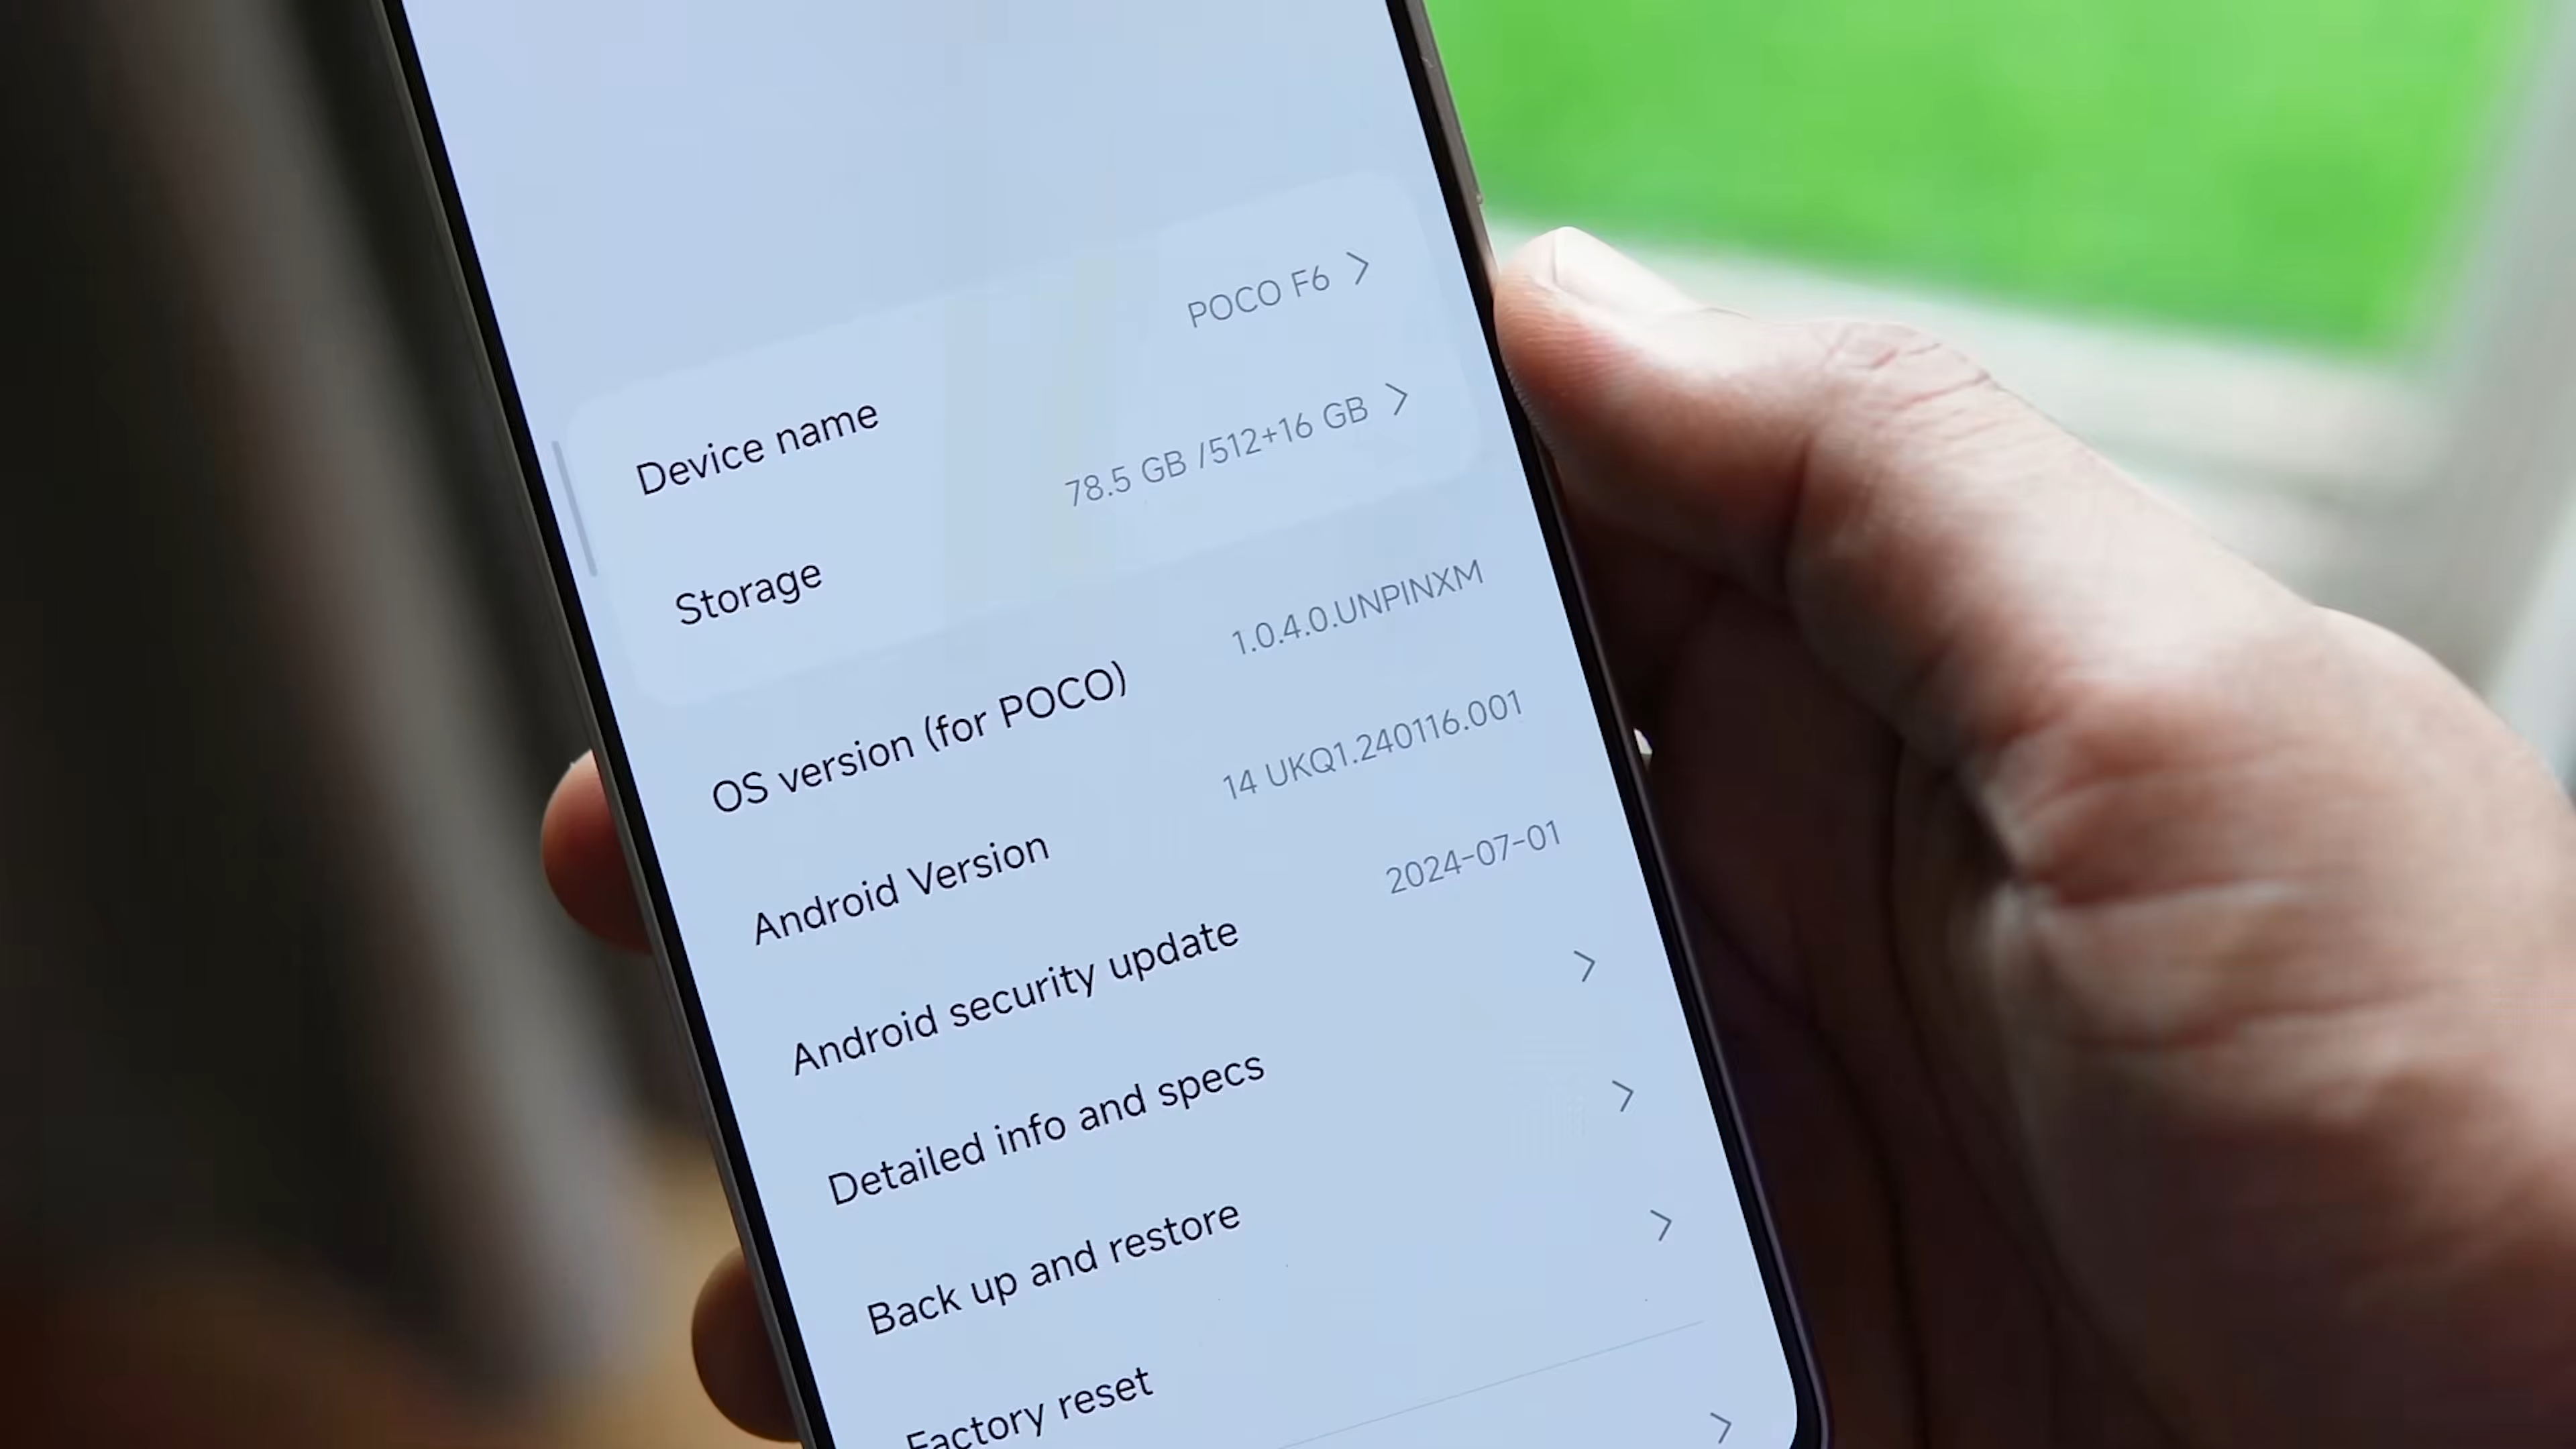 Device name POCO F6
Storage 78.5 GB /512+16 GB
OS version (for POCO) 1.0.4.0.UNPINXM
Android Version 14 UKQ1.240116.001
Android security update 2024-07-01
Detailed info and specs
Back up and restore
Factory reset